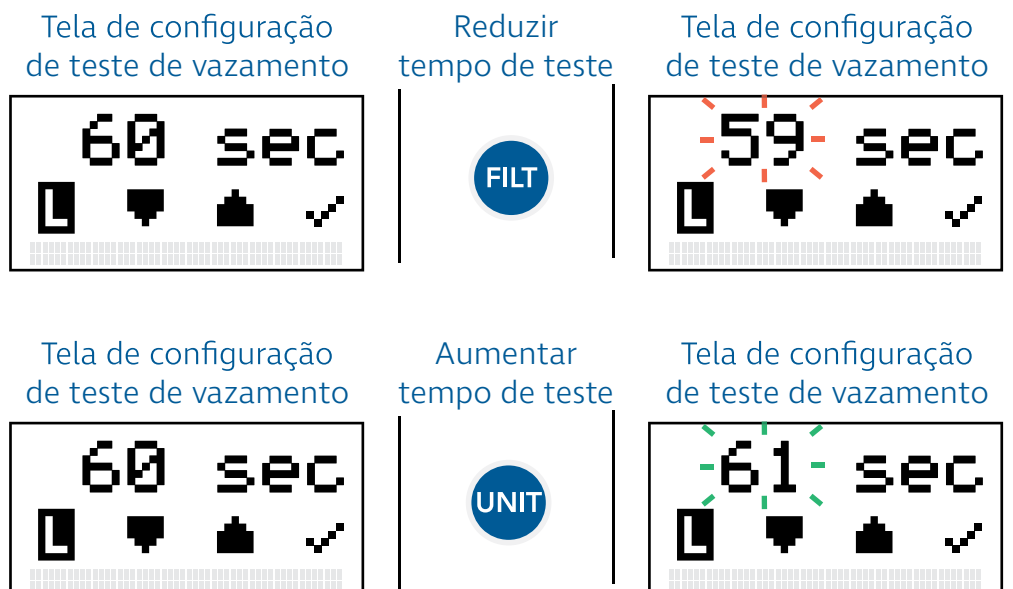 Tela de configuração
de teste de vazamento
Reduzir
tempo de teste
Tela de configuração
de teste de vazamento
60 sec
L
FILT
59 sec
L
Tela de configuração
de teste de vazamento
Aumentar
tempo de teste
Tela de configuração
de teste de vazamento
60 sec
L
UNIT
61 sec
L